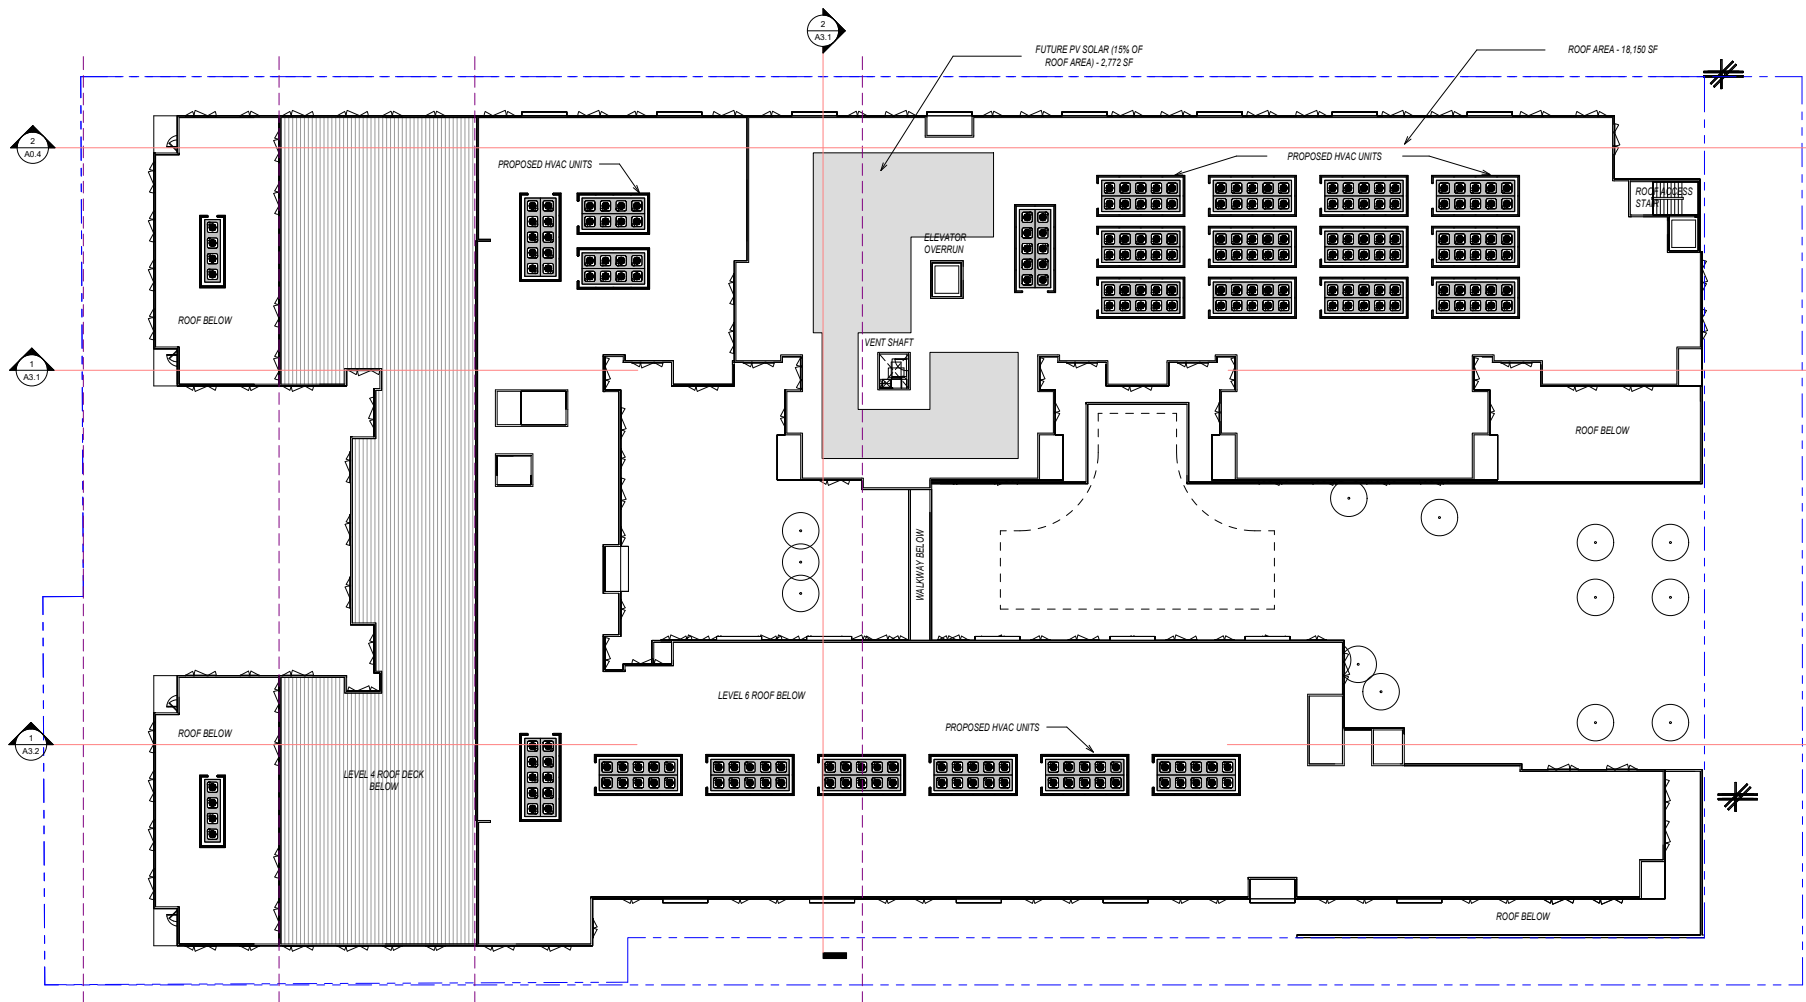 2
A3.1
FUTURE PV SOLAR (15% OF
ROOF AREA) - 2,772 SF
ROOF AREA - 18,150 SF
2
A0.4
PROPOSED HVAC UNITS
PROPOSED HVAC UNITS
ROOF ACCESS
STAIR
ELEVATOR
OVERRUN
ROOF BELOW
VENT SHAFT
1
A3.1
ROOF BELOW
WALKWAY BELOW
LEVEL 6 ROOF BELOW
PROPOSED HVAC UNITS
ROOF BELOW
1
A3.2
LEVEL 4 ROOF DECK
BELOW
ROOF BELOW